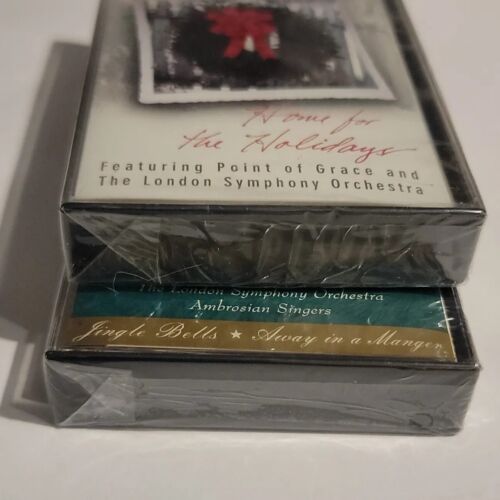 Home for
the Holidays
Featuring Point of Grace and
The London Symphony Orchestra
The London Symphony Orchestra
Ambrosian Singers
Jingle Bells ★ Away in a Manger